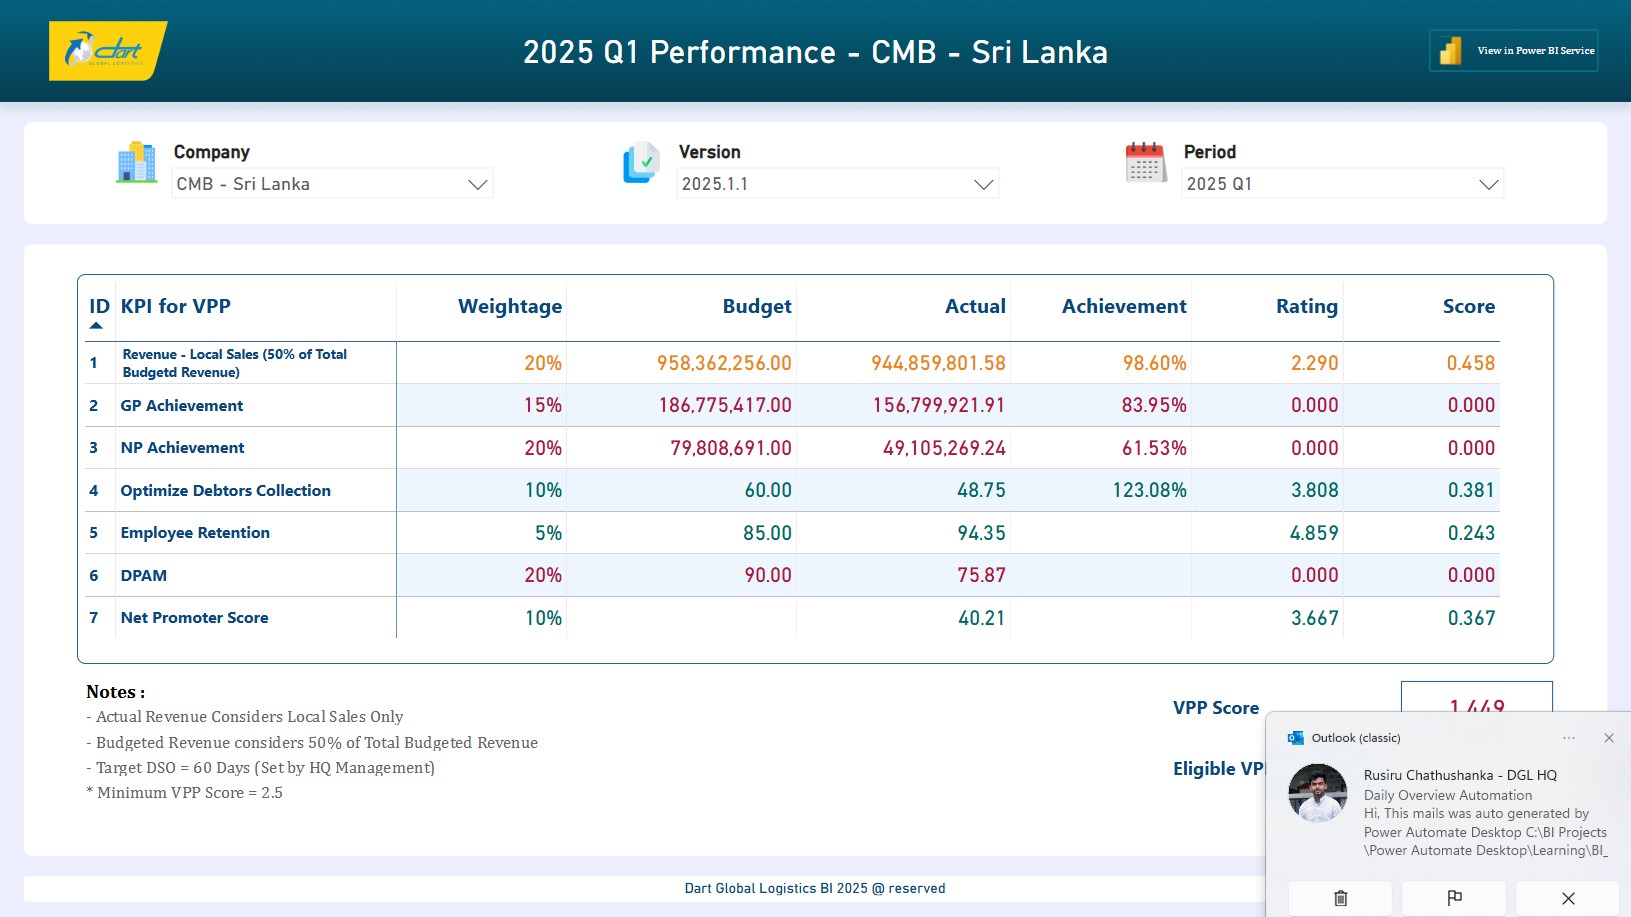 dart
GLOBAL LOGISTICS
2025 Q1 Performance - CMB - Sri Lanka
View in Power BI Service
Company
CMB - Sri Lanka
Version
2025.1.1
Period
2025 Q1
ID KPI for VPP Weightage Budget Actual Achievement Rating Score
1 Revenue - Local Sales (50% of Total
Budgetd Revenue) 20% 958,362,256.00 944,859,801.58 98.60% 2.290 0.458
2 GP Achievement 15% 186,775,417.00 156,799,921.91 83.95% 0.000 0.000
3 NP Achievement 20% 79,808,691.00 49,105,269.24 61.53% 0.000 0.000
4 Optimize Debtors Collection 10% 60.00 48.75 123.08% 3.808 0.381
5 Employee Retention 5% 85.00 94.35 4.859 0.243
6 DPAM 20% 90.00 75.87 0.000 0.000
7 Net Promoter Score 10% 40.21 3.667 0.367
Notes :
- Actual Revenue Considers Local Sales Only
- Budgeted Revenue considers 50% of Total Budgeted Revenue
- Target DSO = 60 Days (Set by HQ Management)
* Minimum VPP Score = 2.5
VPP Score 1.449
Eligible
Outlook (classic)
Rusiru Chathushanka - DGL HQ
Daily Overview Automation
Hi, This mails was auto generated by
Power Automate Desktop C:\BI Projects
\Power Automate Desktop\Learning\BI_
Dart Global Logistics BI 2025 @ reserved